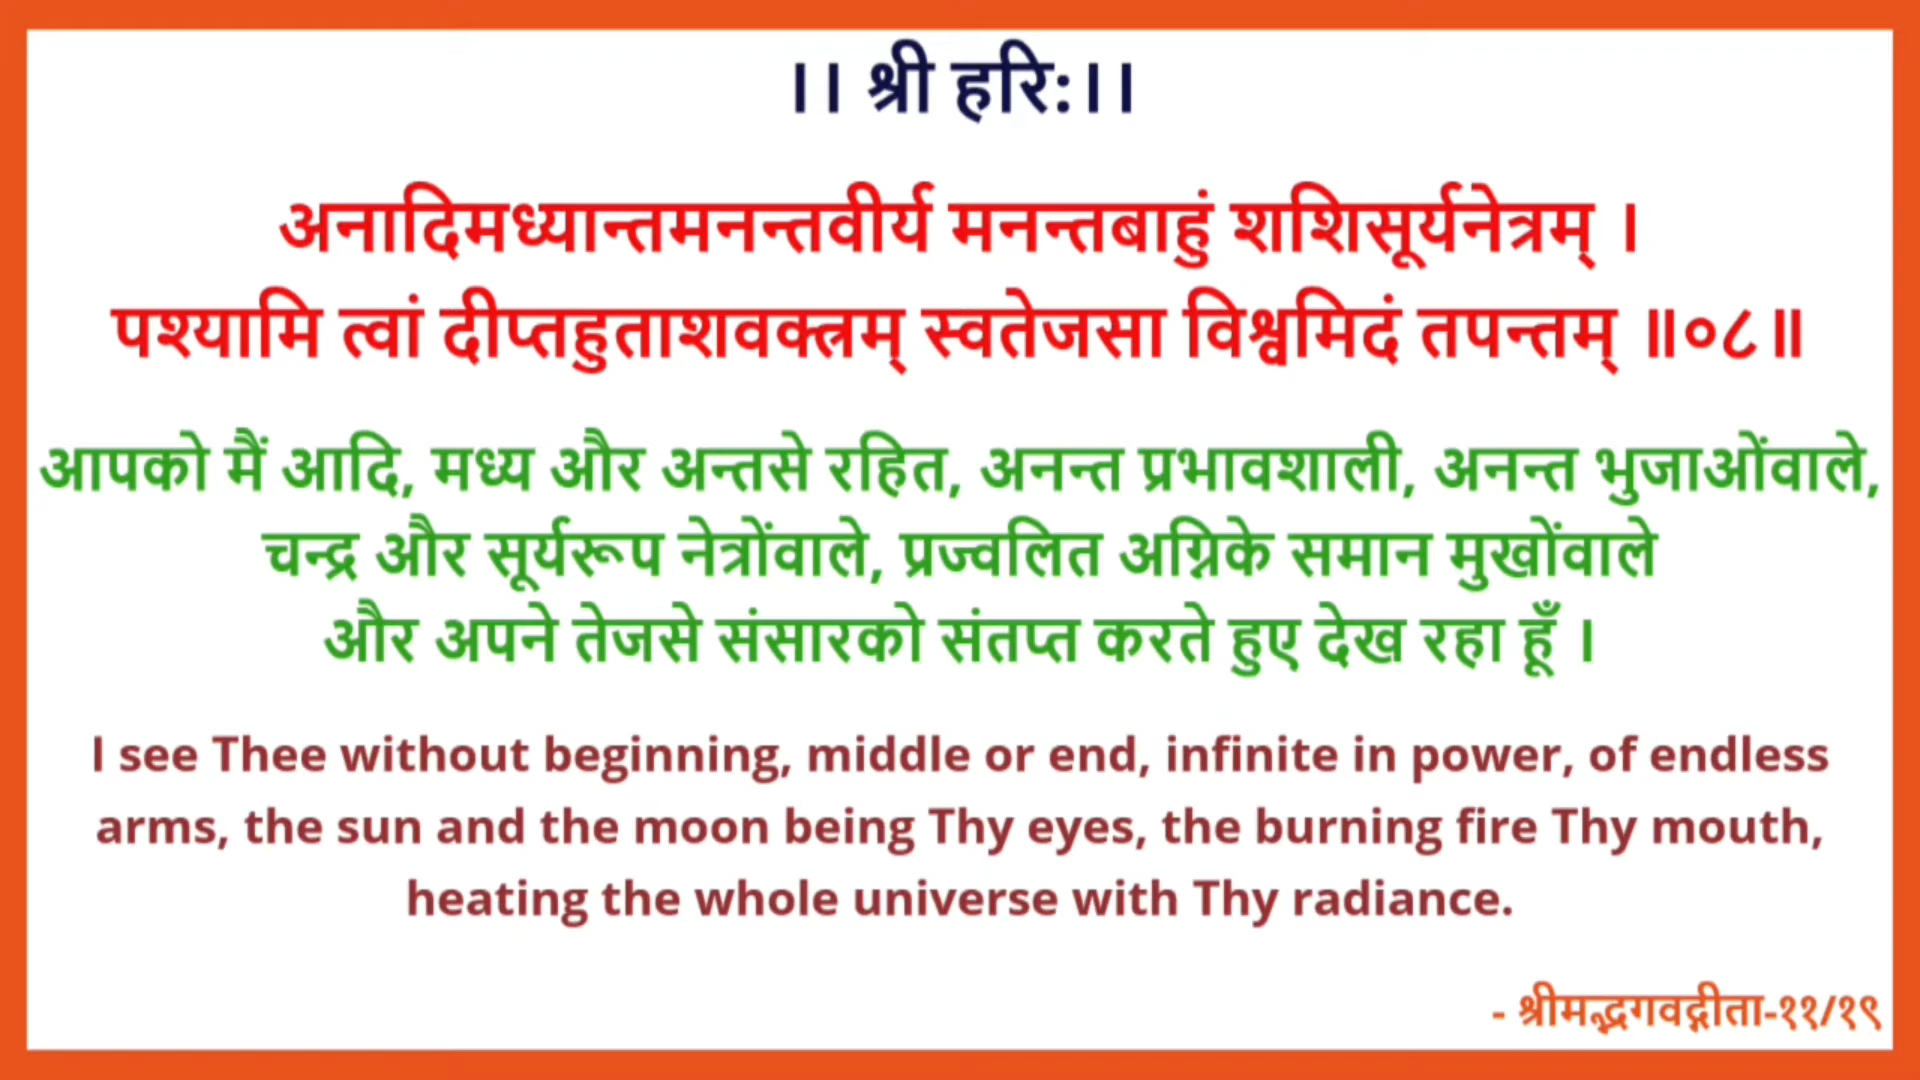 ।। श्री हरि:।।
अनादिमध्यान्तमनन्तवीर्य मनन्तबाहुं शशिसूर्यनेत्रम् ।
पश्यामि त्वां दीप्तहुताशवक्त्रम् स्वतेजसा विश्वमिदं तपन्तम् ॥०८॥
आपको मैं आदि, मध्य और अन्तसे रहित, अनन्त प्रभावशाली, अनन्त भुजाओंवाले,
चन्द्र और सूर्यरूप नेत्रोंवाले, प्रज्वलित अग्निके समान मुखोंवाले
और अपने तेजसे संसारको संतप्त करते हुए देख रहा हूँ ।
I see Thee without beginning, middle or end, infinite in power, of endless
arms, the sun and the moon being Thy eyes, the burning fire Thy mouth,
heating the whole universe with Thy radiance.
- श्रीमद्भगवद्गीता-११/१९